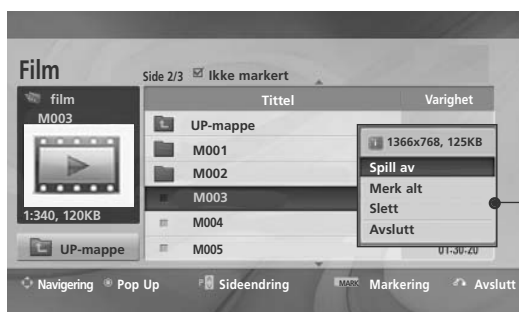 Film
Side 2/3 Ikke markert
film
M003
1:340, 120KB
UP-mappe
Tittel Varighet
UP-mappe
M001
M002
M003
M004
M005 01:30:20
1366x768, 125KB
Spill av
Merk alt
Slett
Avslutt
Navigering Pop Up P Sideendring MARK Markering Avslutt